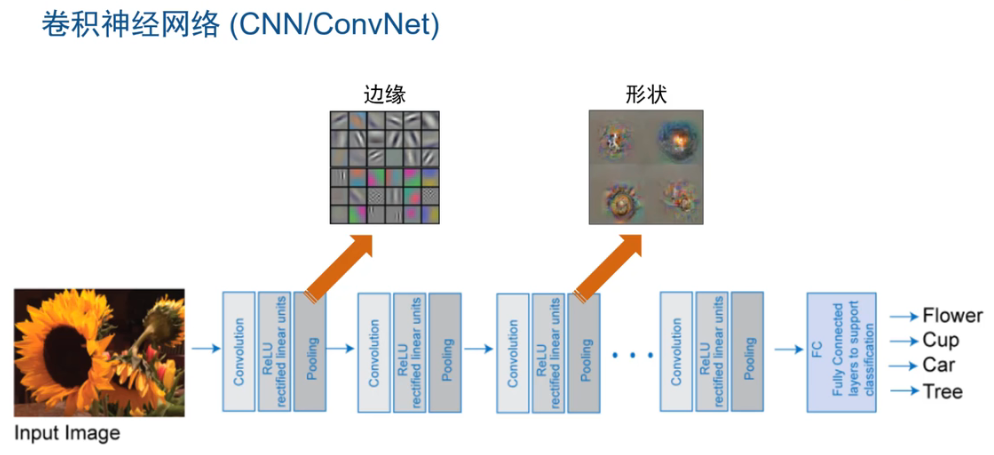 卷积神经网络 (CNN/ConvNet)
边缘
形状
Input Image
Convolution
ReLU
rectified linear units
Pooling
Convolution
ReLU
rectified linear units
Pooling
Convolution
ReLU
rectified linear units
Pooling
Convolution
ReLU
rectified linear units
Pooling
FC
Fully Connected
layers to support
classification
Flower
Cup
Car
Tree